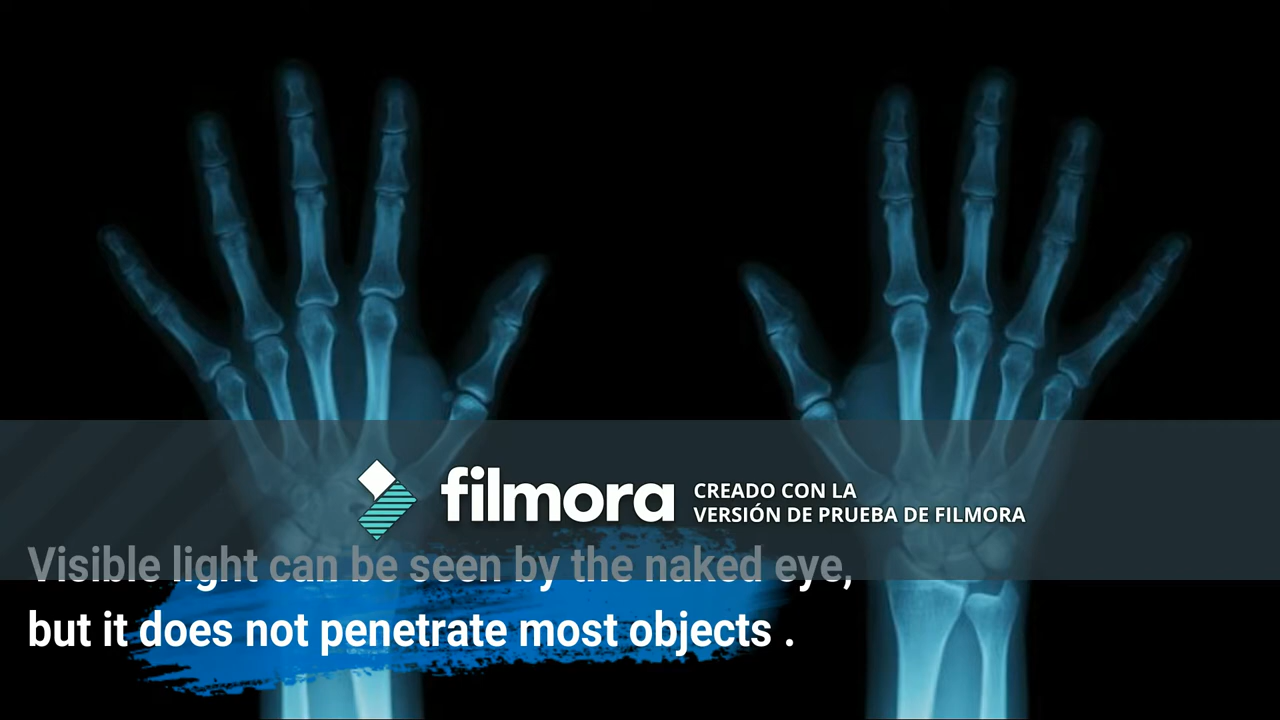 filmora
CREADO CON LA
VERSIÓN DE PRUEBA DE FILMORA
Visible light can be seen by the naked eye,
but it does not penetrate most objects .